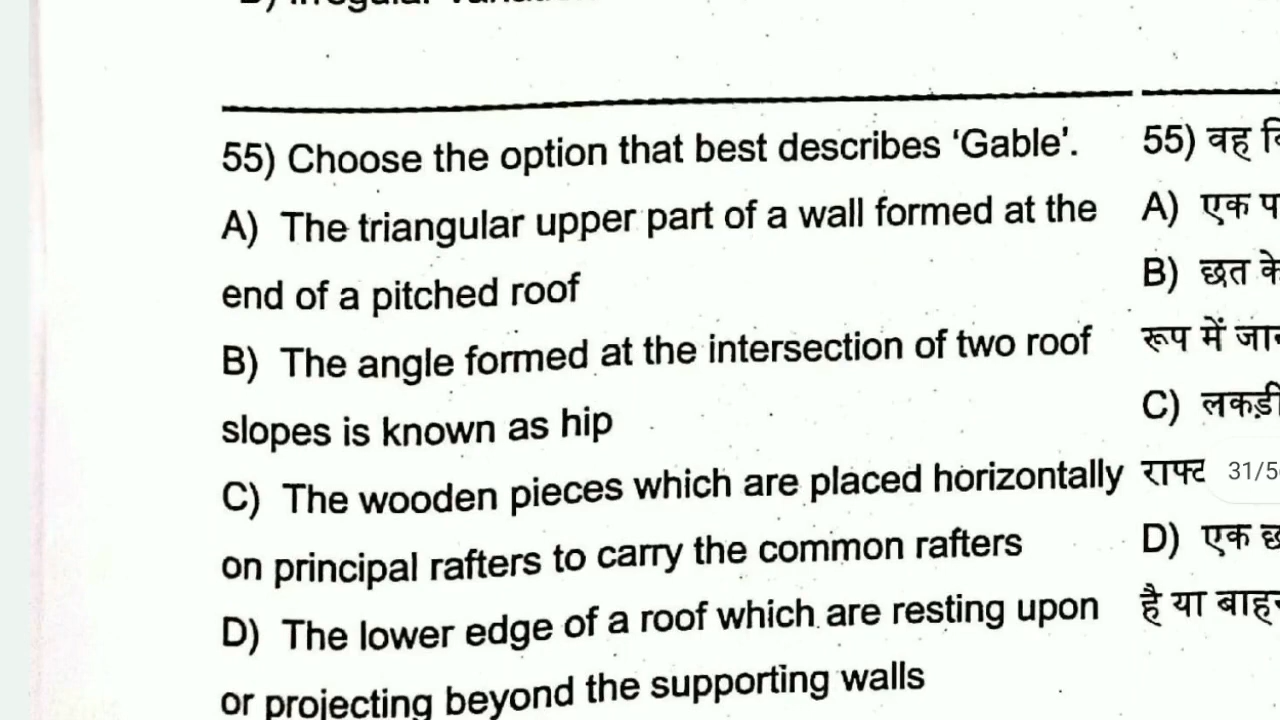 55) Choose the option that best describes ‘Gable’.
A) The triangular upper part of a wall formed at the
end of a pitched roof
B) The angle formed at the intersection of two roof
slopes is known as hip
C) The wooden pieces which are placed horizontally
on principal rafters to carry the common rafters
D) The lower edge of a roof which are resting upon
or projecting beyond the supporting walls
55) वह
A) एक
B) छत के
रूप में
C) लकड़ी
राफ्ट
D) एक
है या
31/5